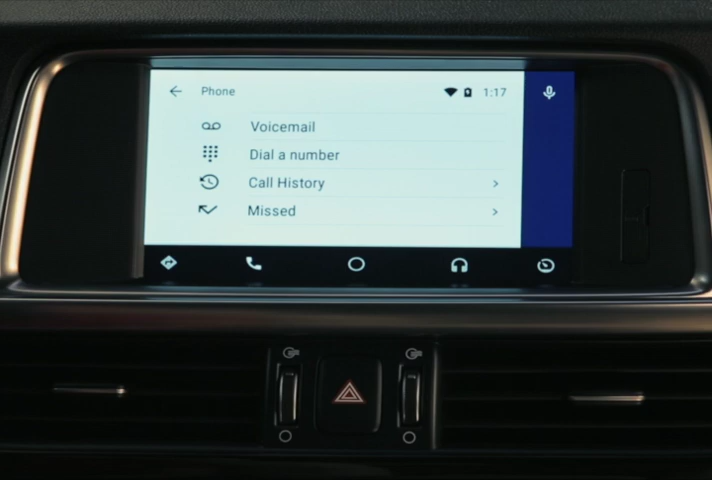 Phone 1:17
Voicemail
Dial a number
Call History
Missed